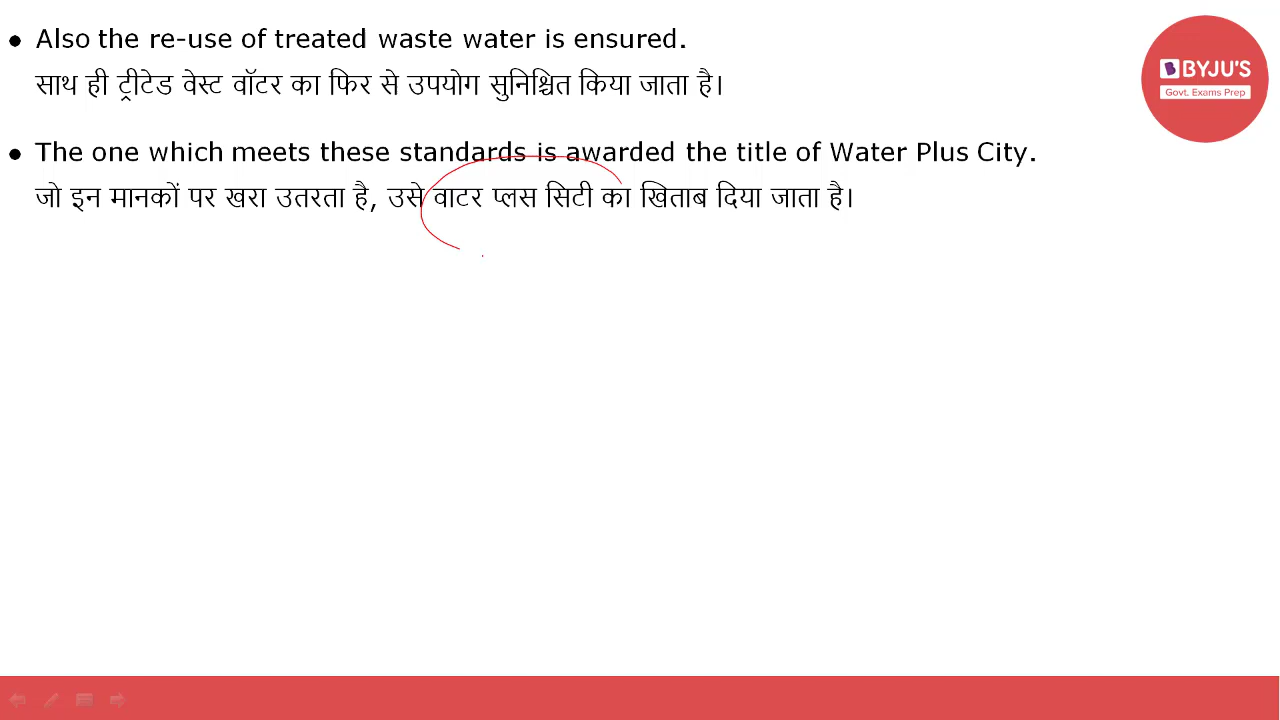 • Also the re-use of treated waste water is ensured.
साथ ही ट्रीटेड वेस्ट वॉटर का फिर से उपयोग सुनिश्चित किया जाता है।
• The one which meets these standards is awarded the title of Water Plus City.
जो इन मानकों पर खरा उतरता है, उसे वाटर प्लस सिटी का खिताब दिया जाता है।
BYJU'S
Govt. Exams Prep